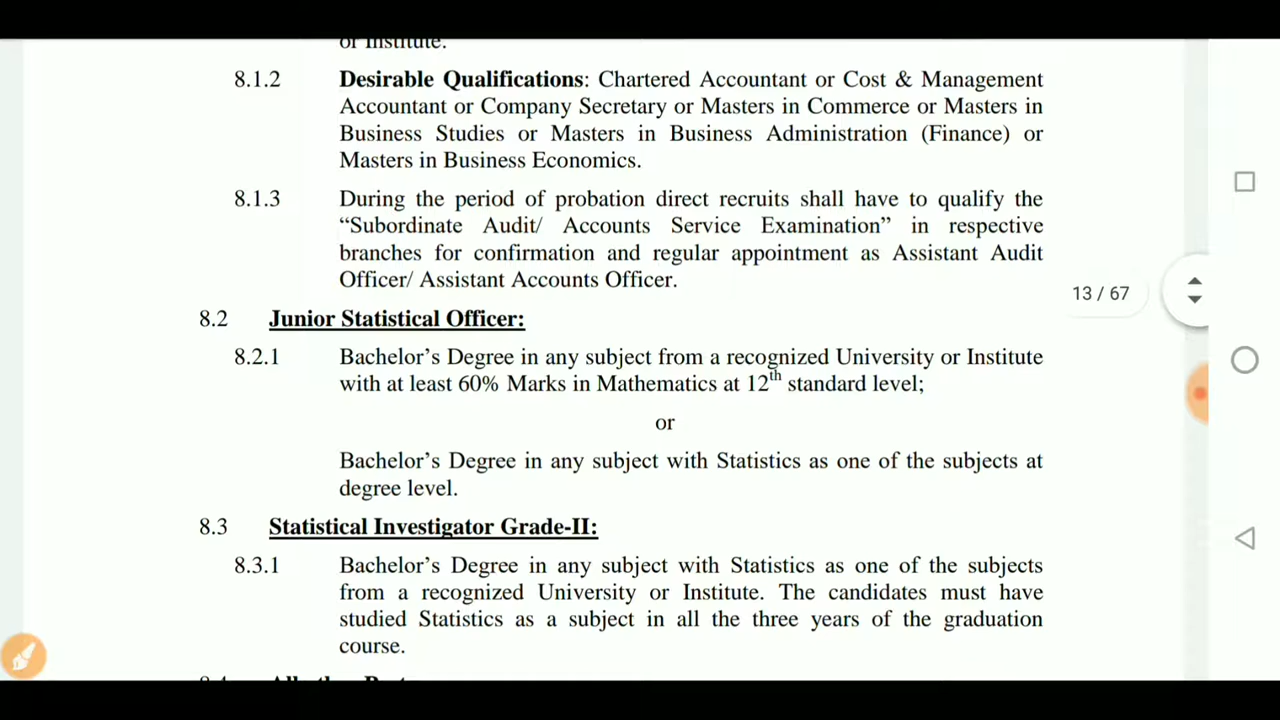 or Institute.
8.1.2 Desirable Qualifications: Chartered Accountant or Cost & Management
Accountant or Company Secretary or Masters in Commerce or Masters in
Business Studies or Masters in Business Administration (Finance) or
Masters in Business Economics.
8.1.3 During the period of probation direct recruits shall have to qualify the
“Subordinate Audit/ Accounts Service Examination” in respective
branches for confirmation and regular appointment as Assistant Audit
Officer/ Assistant Accounts Officer.
13 / 67
8.2 Junior Statistical Officer:
8.2.1 Bachelor’s Degree in any subject from a recognized University or Institute
with at least 60% Marks in Mathematics at 12th standard level;
or
Bachelor’s Degree in any subject with Statistics as one of the subjects at
degree level.
8.3 Statistical Investigator Grade-II:
8.3.1 Bachelor’s Degree in any subject with Statistics as one of the subjects
from a recognized University or Institute. The candidates must have
studied Statistics as a subject in all the three years of the graduation
course.